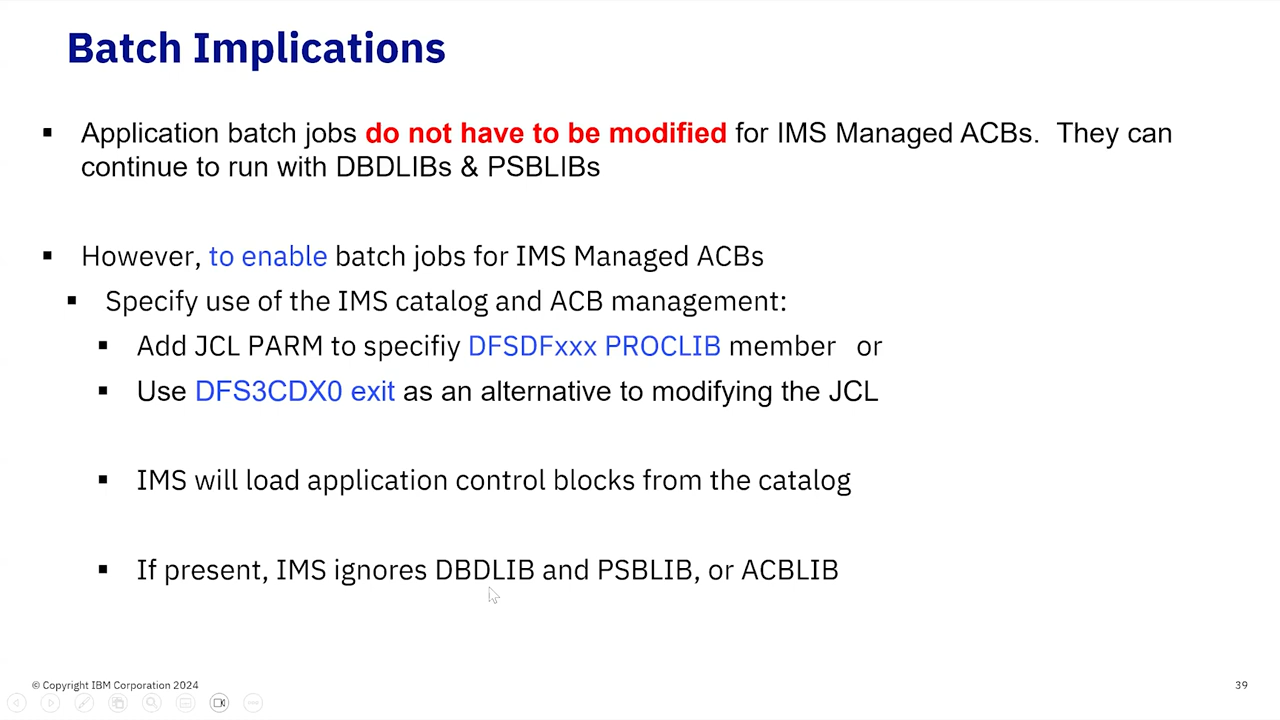 Batch Implications
▪ Application batch jobs do not have to be modified for IMS Managed ACBs. They can
continue to run with DBDLIBs & PSBLIBs
▪ However, to enable batch jobs for IMS Managed ACBs
▪ Specify use of the IMS catalog and ACB management:
▪ Add JCL PARM to specifiy DFSDFxxx PROCLIB member or
▪ Use DFS3CDX0 exit as an alternative to modifying the JCL
▪ IMS will load application control blocks from the catalog
▪ If present, IMS ignores DBDLIB and PSBLIB, or ACBLIB
© Copyright IBM Corporation 2024
39